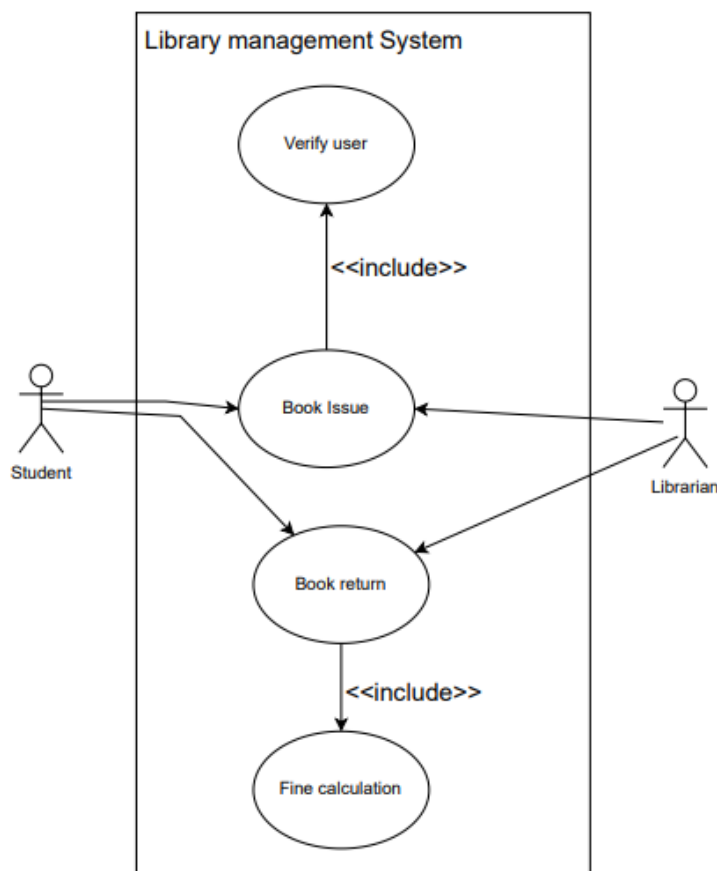 Library management System
Verify user
<<include>>
Book Issue
Student
Librarian
Book return
<<include>>
Fine calculation